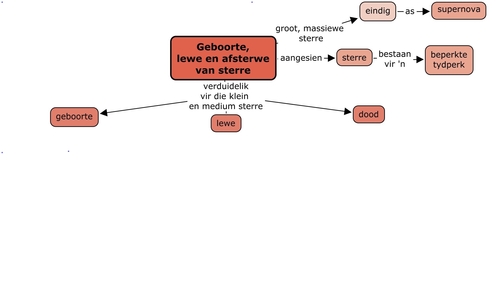 eindig
as
supernova
groot, massiewe
sterre
Geboorte,
lewe en afsterwe
van sterre
aangesien
sterre
bestaan
vir 'n
beperkte
tydperk
verduidelik
vir die klein
en medium sterre
geboorte
lewe
dood